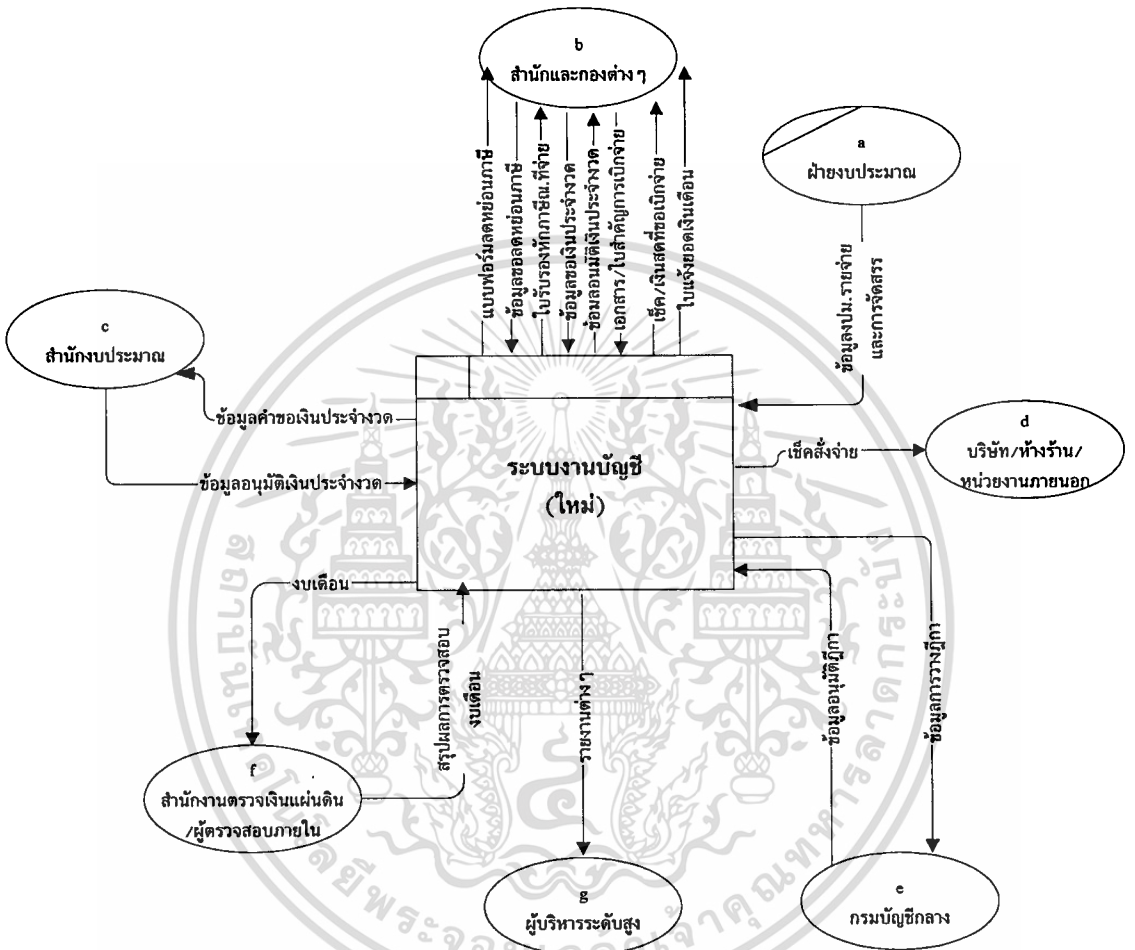 b
สำนักและกองต่าง ๆ
a
ฝ่ายงบประมาณ
แบบฟอร์มลดหย่อนภาษี
ข้อมูลขอลดหย่อนภาษี
ใบรับรองหักภาษีณ.ที่จ่าย
ข้อมูลขอเงินประจำงวด
ข้อมูลอนุมัติเงินประจำงวด
เอกสาร/ใบสำคัญการเบิกจ่าย
เช็ค/เงินสดที่ขอเบิกจ่าย
ใบแจ้งยอดเงินเดือน
ข้อมูลงปม.รายจ่าย
และการจัดสรร
c
สำนักงบประมาณ
ข้อมูลคำขอเงินประจำงวด
ข้อมูลอนุมัติเงินประจำงวด
ระบบงานบัญชี
(ใหม่)
เช็คสั่งจ่าย
d
บริษัท/ห้างร้าน/
หน่วยงานภายนอก
งบเดือน
สรุปผลการตรวจสอบ
งบเดือน
รายงานต่าง ๆ
ข้อมูลอนุมัติฎีกา
ข้อมูลการวางฎีกา
f
สำนักงานตรวจเงินแผ่นดิน
/ผู้ตรวจสอบภายใน
g
ผู้บริหารระดับสูง
e
กรมบัญชีกลาง